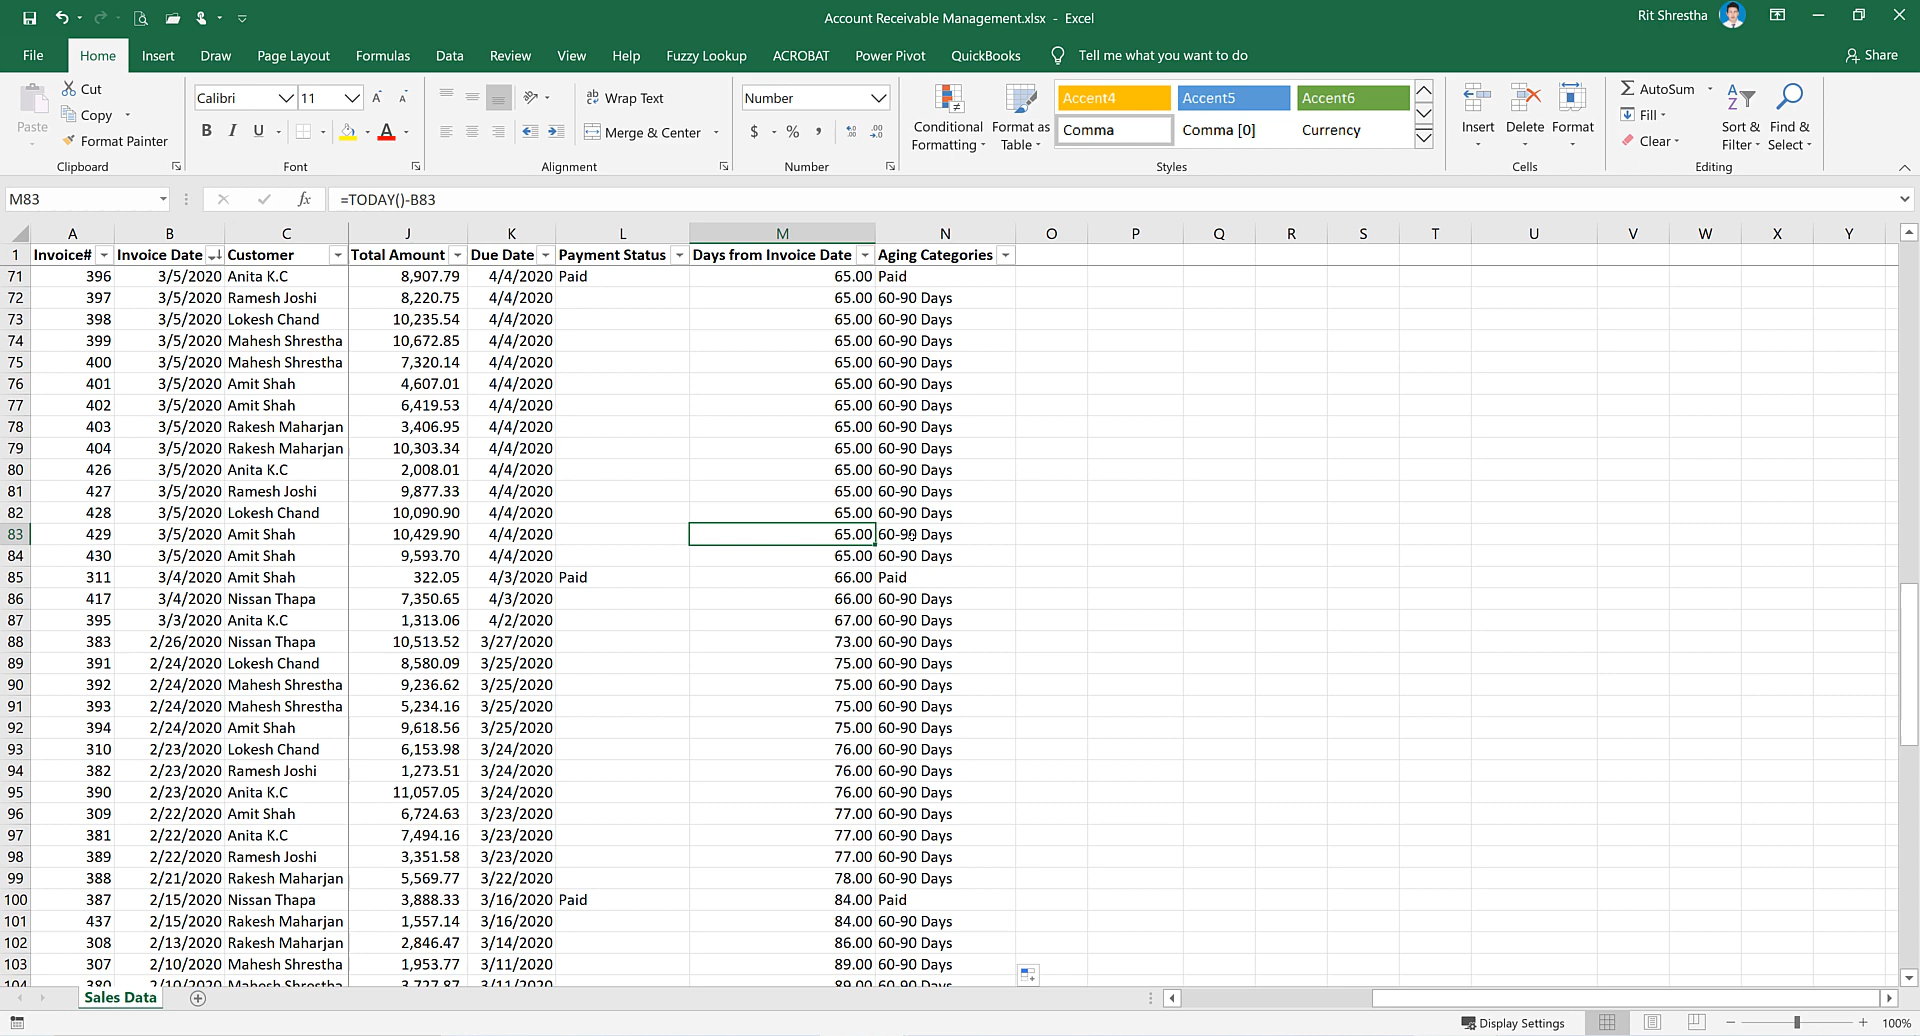 Account Receivable Management.xlsx - Excel
Rit Shrestha
File Home Insert Draw Page Layout Formulas Data Review View Help Fuzzy Lookup ACROBAT Power Pivot QuickBooks Tell me what you want to do Share
Paste
Cut
Copy
Format Painter
Clipboard
Calibri 11 A A
B I U A
Font
Wrap Text
Merge & Center
Alignment
Number
$ % ,
Number
Conditional Formatting
Format as Table
Accent4 Accent5 Accent6
Comma Comma [0] Currency
Styles
Insert Delete Format
Cells
AutoSum
Fill
Clear
Sort & Filter
Find & Select
Editing
M83 fx =TODAY()-B83
A B C J K L M N O P Q R S T U V W X Y
1 Invoice# Invoice Date Customer Total Amount Due Date Payment Status Days from Invoice Date Aging Categories
71 396 3/5/2020 Anita K.C 8,907.79 4/4/2020 Paid 65.00 Paid
72 397 3/5/2020 Ramesh Joshi 8,220.75 4/4/2020 65.00 60-90 Days
73 398 3/5/2020 Lokesh Chand 10,235.54 4/4/2020 65.00 60-90 Days
74 399 3/5/2020 Mahesh Shrestha 10,672.85 4/4/2020 65.00 60-90 Days
75 400 3/5/2020 Mahesh Shrestha 7,320.14 4/4/2020 65.00 60-90 Days
76 401 3/5/2020 Amit Shah 4,607.01 4/4/2020 65.00 60-90 Days
77 402 3/5/2020 Amit Shah 6,419.53 4/4/2020 65.00 60-90 Days
78 403 3/5/2020 Rakesh Maharjan 3,406.95 4/4/2020 65.00 60-90 Days
79 404 3/5/2020 Rakesh Maharjan 10,303.34 4/4/2020 65.00 60-90 Days
80 426 3/5/2020 Anita K.C 2,008.01 4/4/2020 65.00 60-90 Days
81 427 3/5/2020 Ramesh Joshi 9,877.33 4/4/2020 65.00 60-90 Days
82 428 3/5/2020 Lokesh Chand 10,090.90 4/4/2020 65.00 60-90 Days
83 429 3/5/2020 Amit Shah 10,429.90 4/4/2020 65.00 60-90 Days
84 430 3/5/2020 Amit Shah 9,593.70 4/4/2020 65.00 60-90 Days
85 311 3/4/2020 Amit Shah 322.05 4/3/2020 Paid 66.00 Paid
86 417 3/4/2020 Nissan Thapa 7,350.65 4/3/2020 66.00 60-90 Days
87 395 3/3/2020 Anita K.C 1,313.06 4/2/2020 67.00 60-90 Days
88 383 2/26/2020 Nissan Thapa 10,513.52 3/27/2020 73.00 60-90 Days
89 391 2/24/2020 Lokesh Chand 8,580.09 3/25/2020 75.00 60-90 Days
90 392 2/24/2020 Mahesh Shrestha 9,236.62 3/25/2020 75.00 60-90 Days
91 393 2/24/2020 Mahesh Shrestha 5,234.16 3/25/2020 75.00 60-90 Days
92 394 2/24/2020 Amit Shah 9,618.56 3/25/2020 75.00 60-90 Days
93 310 2/23/2020 Lokesh Chand 6,153.98 3/24/2020 76.00 60-90 Days
94 382 2/23/2020 Ramesh Joshi 1,273.51 3/24/2020 76.00 60-90 Days
95 390 2/23/2020 Anita K.C 11,057.05 3/24/2020 76.00 60-90 Days
96 309 2/22/2020 Amit Shah 6,724.63 3/23/2020 77.00 60-90 Days
97 381 2/22/2020 Anita K.C 7,494.16 3/23/2020 77.00 60-90 Days
98 389 2/22/2020 Ramesh Joshi 3,351.58 3/23/2020 77.00 60-90 Days
99 388 2/21/2020 Rakesh Maharjan 5,569.77 3/22/2020 78.00 60-90 Days
100 387 2/15/2020 Nissan Thapa 3,888.33 3/16/2020 Paid 84.00 Paid
101 437 2/15/2020 Rakesh Maharjan 1,557.14 3/16/2020 84.00 60-90 Days
102 308 2/13/2020 Rakesh Maharjan 2,846.47 3/14/2020 86.00 60-90 Days
103 307 2/10/2020 Mahesh Shrestha 1,953.77 3/11/2020 89.00 60-90 Days
104 380 2/10/2020 Mahesh Shrestha 3,727.87 3/11/2020 89.00 60-90 Days
Sales Data
Display Settings 100%